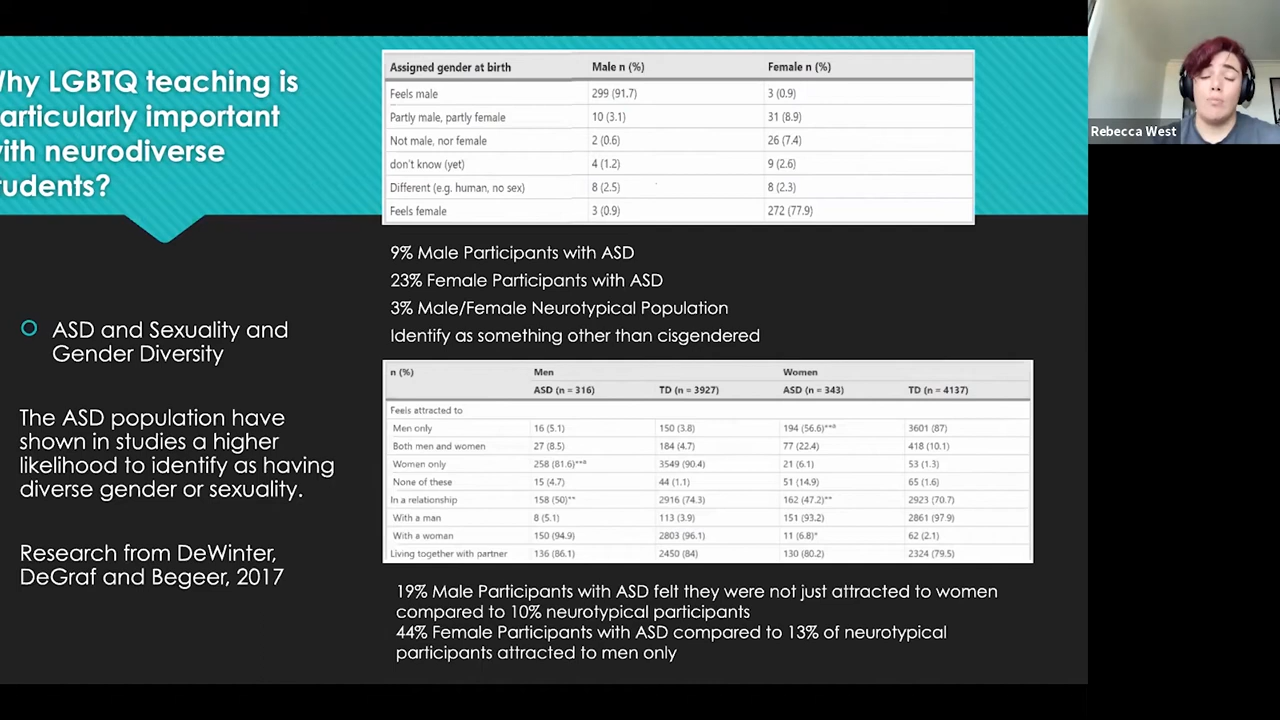 hy LGBTQ teaching is
articularly important
ith neurodiverse
tudents?
Assigned gender at birth Male n (%) Female n (%)
Feels male 299 (91.7) 3 (0.9)
Partly male, partly female 10 (3.1) 31 (8.9)
Not male, nor female 2 (0.6) 26 (7.4)
don't know (yet) 4 (1.2) 9 (2.6)
Different (e.g. human, no sex) 8 (2.5) 8 (2.3)
Feels female 3 (0.9) 272 (77.9)
9% Male Participants with ASD
23% Female Participants with ASD
3% Male/Female Neurotypical Population
Identify as something other than cisgendered
ASD and Sexuality and
Gender Diversity
The ASD population have
shown in studies a higher
likelihood to identify as having
diverse gender or sexuality.
Research from DeWinter,
DeGraf and Begeer, 2017
n (%) Men Women
ASD (n = 316) TD (n = 3927) ASD (n = 343) TD (n = 4137)
Feels attracted to
Men only 16 (5.1) 150 (3.8) 194 (56.6)**a 3601 (87)
Both men and women 27 (8.5) 184 (4.7) 77 (22.4) 418 (10.1)
Women only 258 (81.6)**a 3549 (90.4) 21 (6.1) 53 (1.3)
None of these 15 (4.7) 44 (1.1) 51 (14.9) 65 (1.6)
In a relationship 158 (50)** 2916 (74.3) 162 (47.2)** 2923 (70.7)
With a man 8 (5.1) 113 (3.9) 151 (93.2) 2861 (97.9)
With a woman 150 (94.9) 2803 (96.1) 11 (6.8)* 62 (2.1)
Living together with partner 136 (86.1) 2450 (84) 130 (80.2) 2324 (79.5)
19% Male Participants with ASD felt they were not just attracted to women
compared to 10% neurotypical participants
44% Female Participants with ASD compared to 13% of neurotypical
participants attracted to men only
Rebecca West